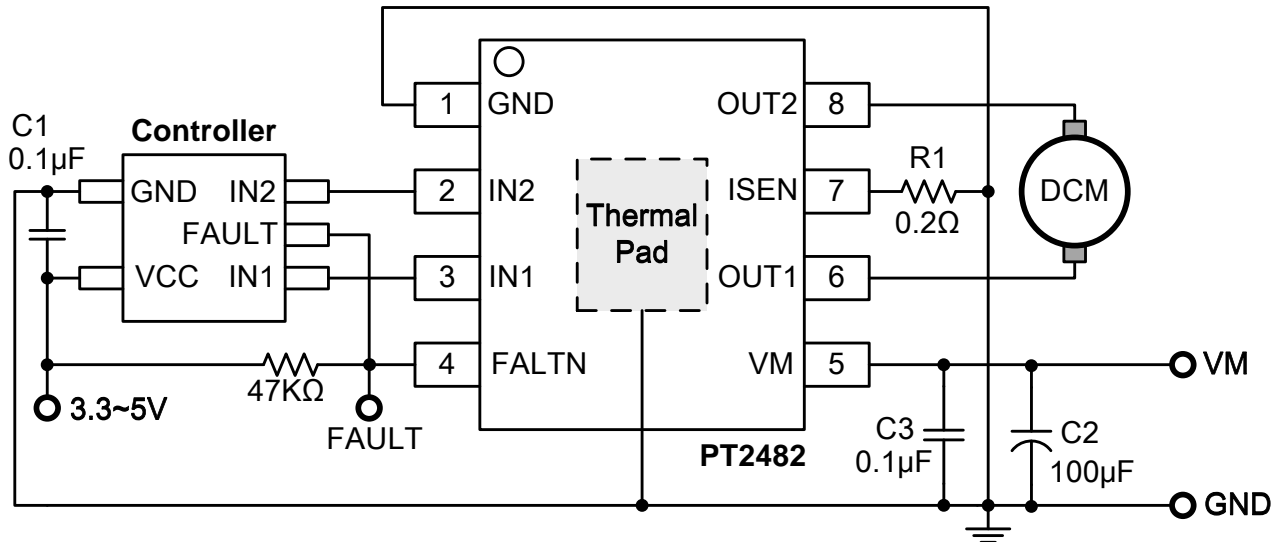 C1
0.1µF
Controller
GND
IN2
FAULT
VCC
IN1
47KΩ
3.3~5V
FAULT
1
GND
2
IN2
3
IN1
4
FALTN
Thermal
Pad
OUT2
8
ISEN
7
OUT1
6
VM
5
PT2482
R1
0.2Ω
DCM
C3
0.1µF
C2
100µF
VM
GND